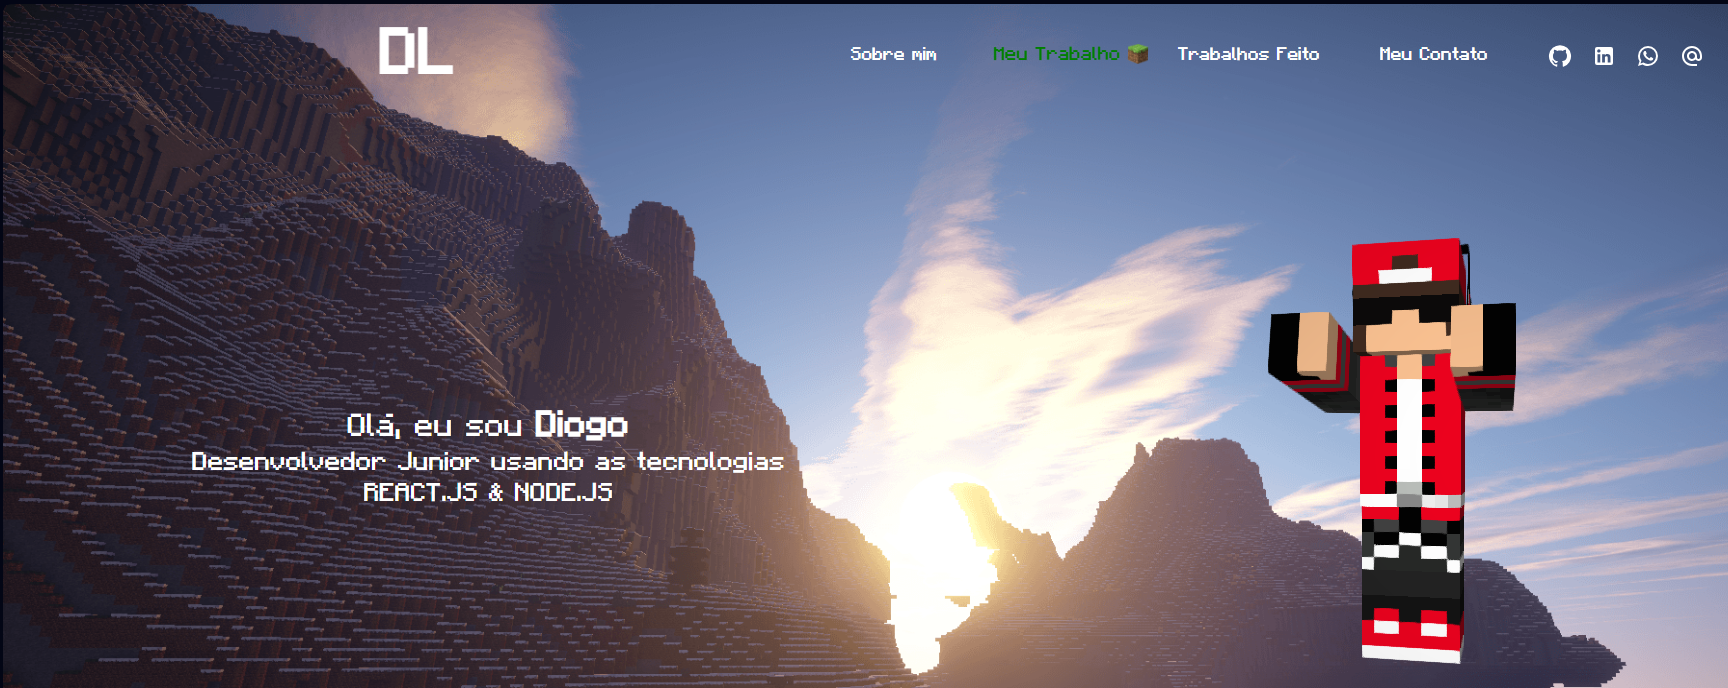 DL
Sobre mim
Meu Trabalho
Trabalhos Feito
Meu Contato
Olá, eu sou Diogo
Desenvolvedor Junior usando as tecnologias
REACT.JS & NODE.JS